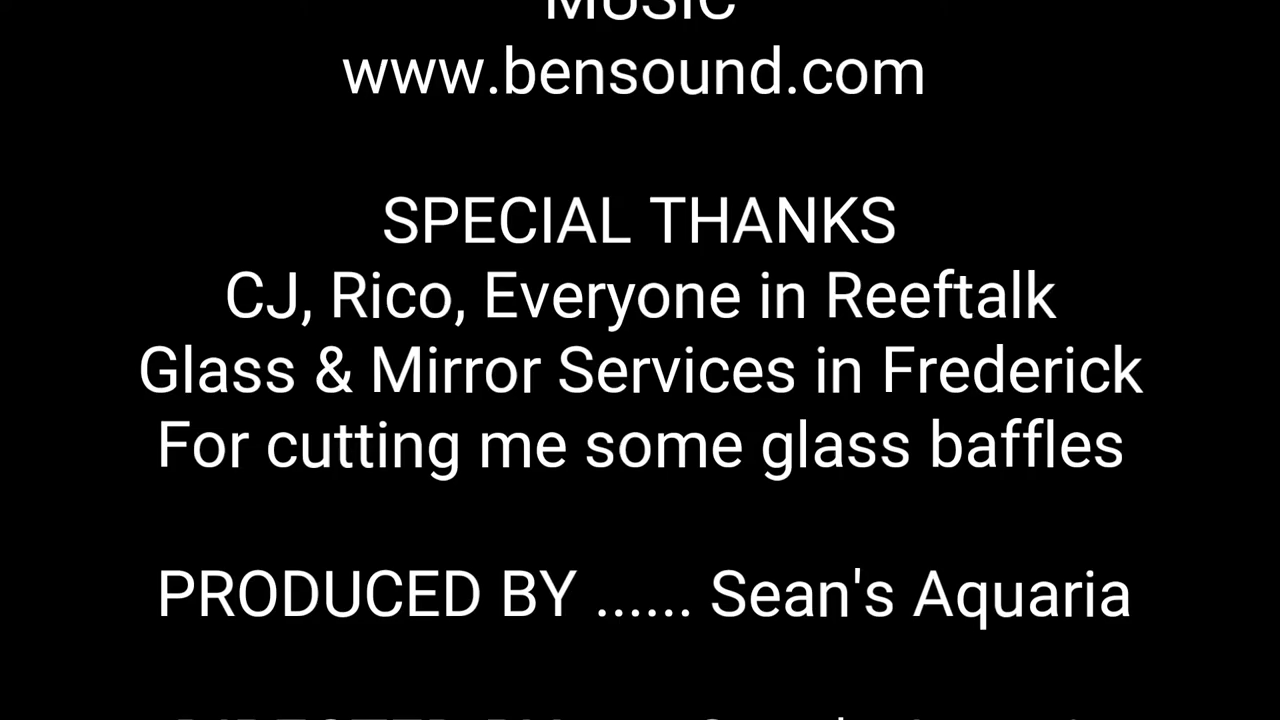 MUSIC
www.bensound.com
SPECIAL THANKS
CJ, Rico, Everyone in Reeftalk
Glass & Mirror Services in Frederick
For cutting me some glass baffles
PRODUCED BY ...... Sean's Aquaria